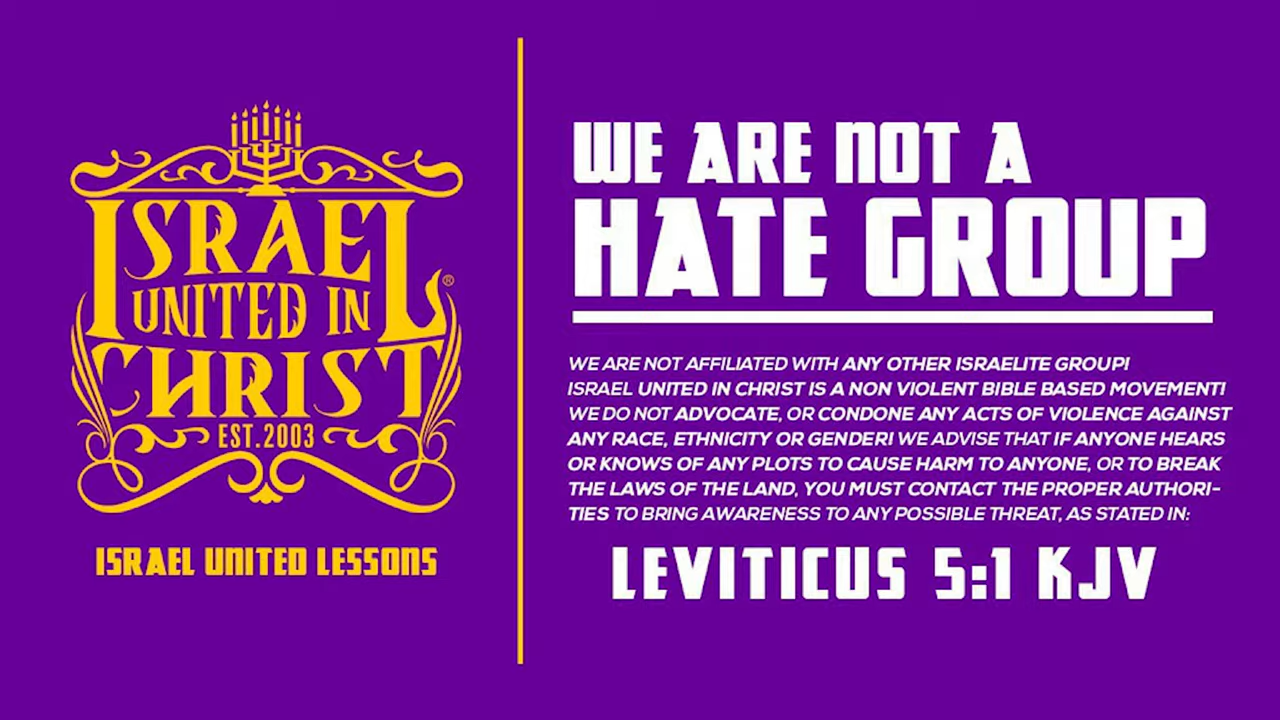 ISRAEL
UNITED IN
CHRIST
®
EST.2003
ISRAEL UNITED LESSONS
WE ARE NOT A
HATE GROUP
WE ARE NOT AFFILIATED WITH ANY OTHER ISRAELITE GROUP!
ISRAEL UNITED IN CHRIST IS A NON VIOLENT BIBLE BASED MOVEMENT!
WE DO NOT ADVOCATE, OR CONDONE ANY ACTS OF VIOLENCE AGAINST
ANY RACE, ETHNICITY OR GENDER! WE ADVISE THAT IF ANYONE HEARS
OR KNOWS OF ANY PLOTS TO CAUSE HARM TO ANYONE, OR TO BREAK
THE LAWS OF THE LAND, YOU MUST CONTACT THE PROPER AUTHORI-
TIES TO BRING AWARENESS TO ANY POSSIBLE THREAT, AS STATED IN:
LEVITICUS 5:1 KJV